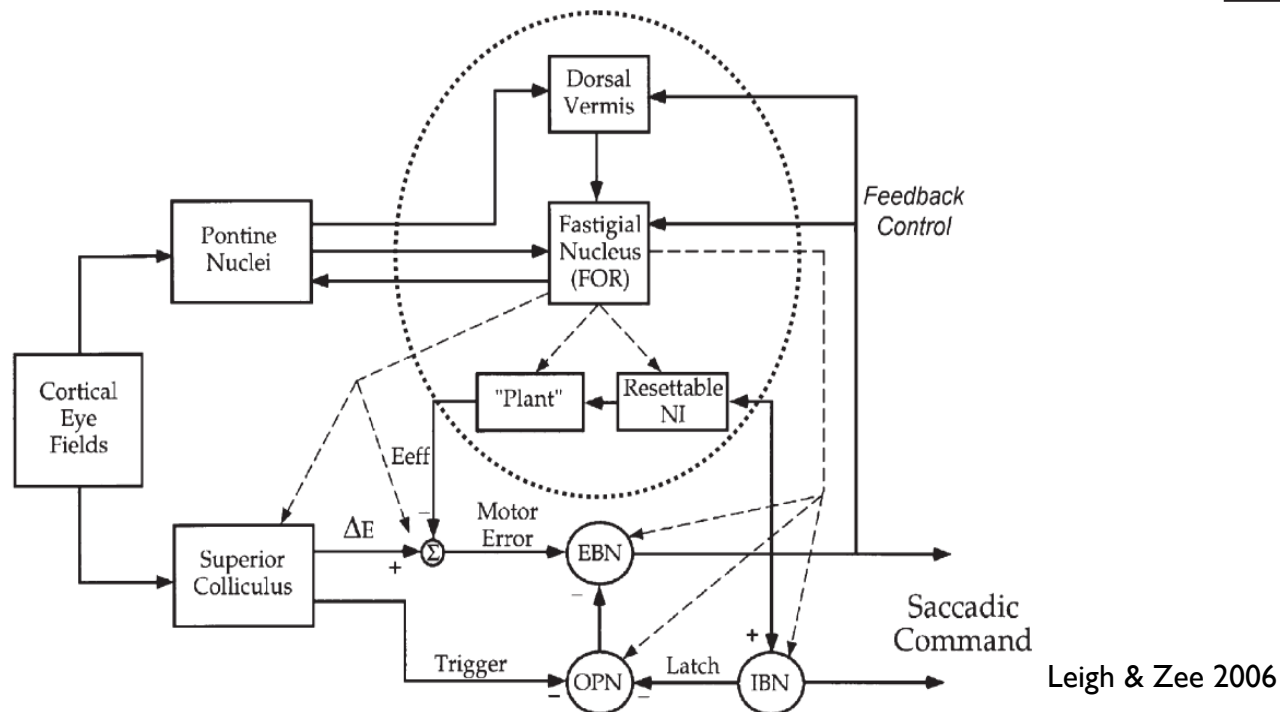 Dorsal
Vermis
Feedback
Control
Pontine
Nuclei
Fastigial
Nucleus
(FOR)
Cortical
Eye
Fields
"Plant"
Resettable
NI
Eeff
−
Superior
Colliculus
ΔE
+
Σ
Motor
Error
EBN
−
Trigger
−
OPN
−
Latch
+
IBN
Saccadic
Command
Leigh & Zee 2006